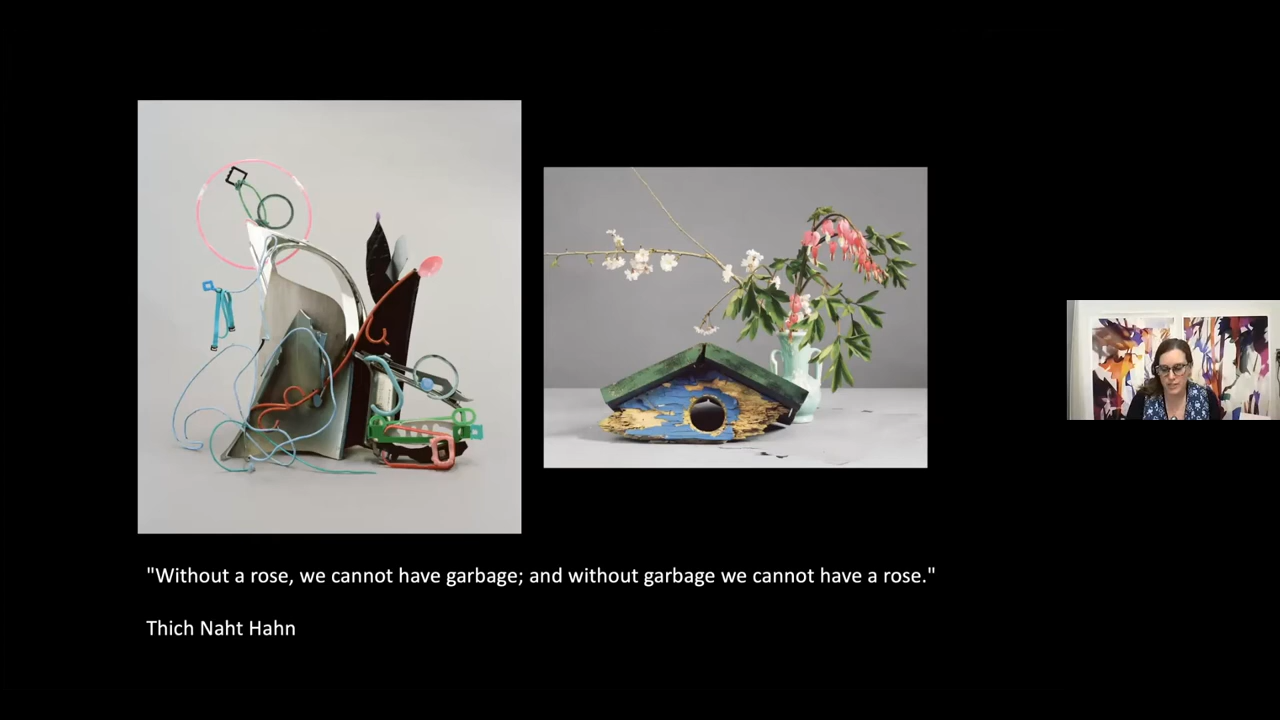 "Without a rose, we cannot have garbage; and without garbage we cannot have a rose."
Thich Naht Hahn